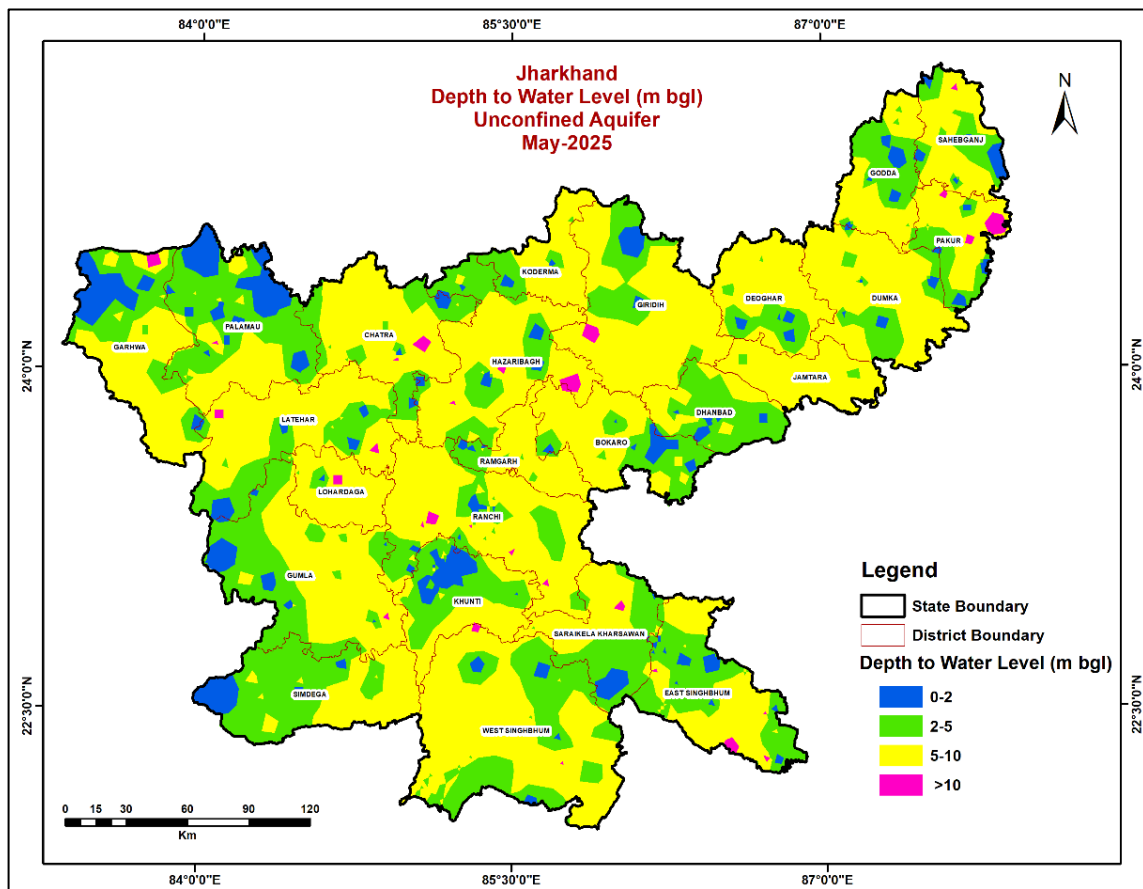 84°0'0"E 85°30'0"E 87°0'0"E
Jharkhand
Depth to Water Level (m bgl)
Unconfined Aquifer
May-2025
N
SAHEBGANJ
GODDA
PAKUR
KODERMA
GIRIDIH
DEOGHAR
DUMKA
PALAMAU
CHATRA
GARHWA
HAZARIBAGH
JAMTARA
24°0'0"N
24°0'0"N
DHANBAD
LATEHAR
BOKARO
RAMGARH
LOHARDAGA
RANCHI
GUMLA
KHUNTI
SARAIKELA KHARSAWAN
SIMDEGA
EAST SINGHBHUM
WEST SINGHBHUM
22°30'0"N
22°30'0"N
Legend
State Boundary
District Boundary
Depth to Water Level (m bgl)
0-2
2-5
5-10
>10
0 15 30 60 90 120
Km
84°0'0"E 85°30'0"E 87°0'0"E